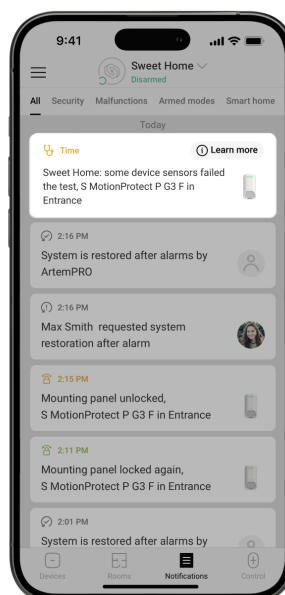 9:41
Sweet Home
Disarmed
All Security Malfunctions Armed modes Smart home
Today
Time
Learn more
Sweet Home: some device sensors failed
the test, S MotionProtect P G3 F in
Entrance
2:16 PM
System is restored after alarms by
ArtemPRO
2:16 PM
Max Smith requested system
restoration after alarm
2:15 PM
Mounting panel unlocked,
S MotionProtect P G3 F in Entrance
2:11 PM
Mounting panel locked again,
S MotionProtect P G3 F in Entrance
2:01 PM
System is restored after alarms by
Devices Rooms Notifications Control